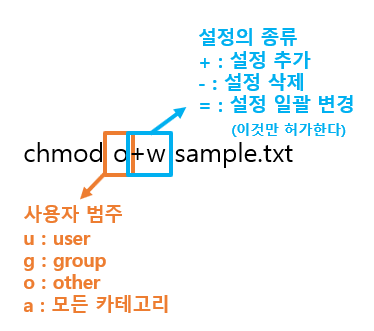 설정의 종류
+ : 설정 추가
- : 설정 삭제
= : 설정 일괄 변경
(이것만 허가한다)
chmod o+w sample.txt
사용자 범주
u : user
g : group
o : other
a : 모든 카테고리